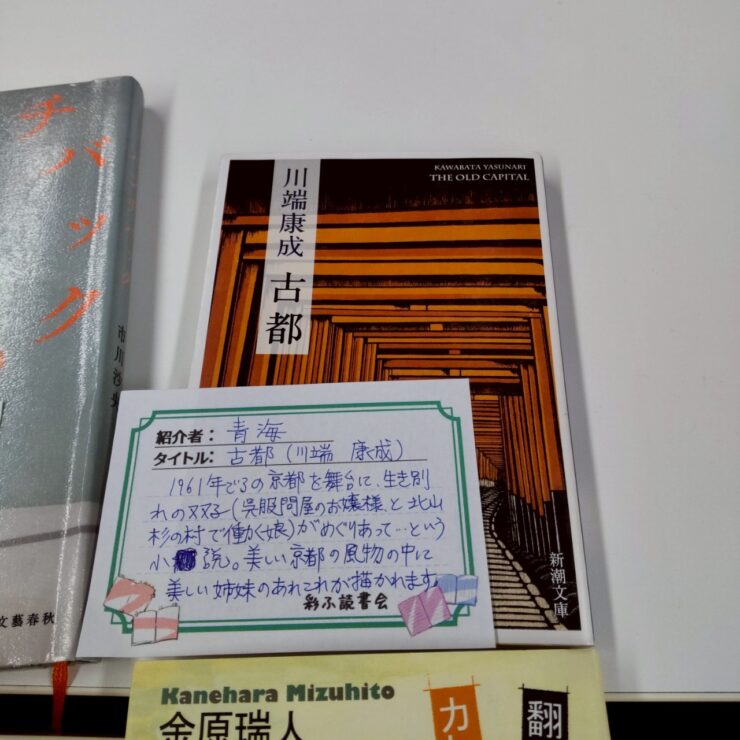 チバック
市川沙
文藝春秋
KAWABATA YASUNARI
THE OLD CAPITAL
川端康成 古都
新潮文庫
紹介者: 青海
タイトル: 古都 (川端 康成)
1961年ごろの京都を舞台に、生き別
れの双子(呉服問屋のお嬢様と北山
杉の村で働く娘)がめぐりあって…という
小説。美しい京都の風物の中に
美しい姉妹のあれこれが描かれます
彩ふ読書会
Kanehara Mizuhito
金原瑞人
カ
翻